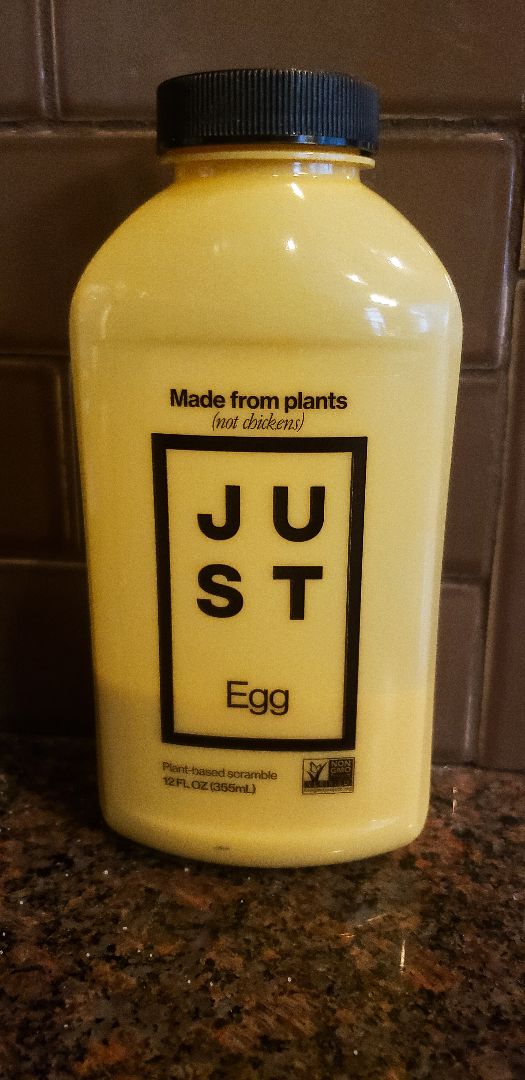 Made from plants
(not chickens)
JU
ST
Egg
Plant-based scramble
12 FL OZ (355mL)
NON
GMO